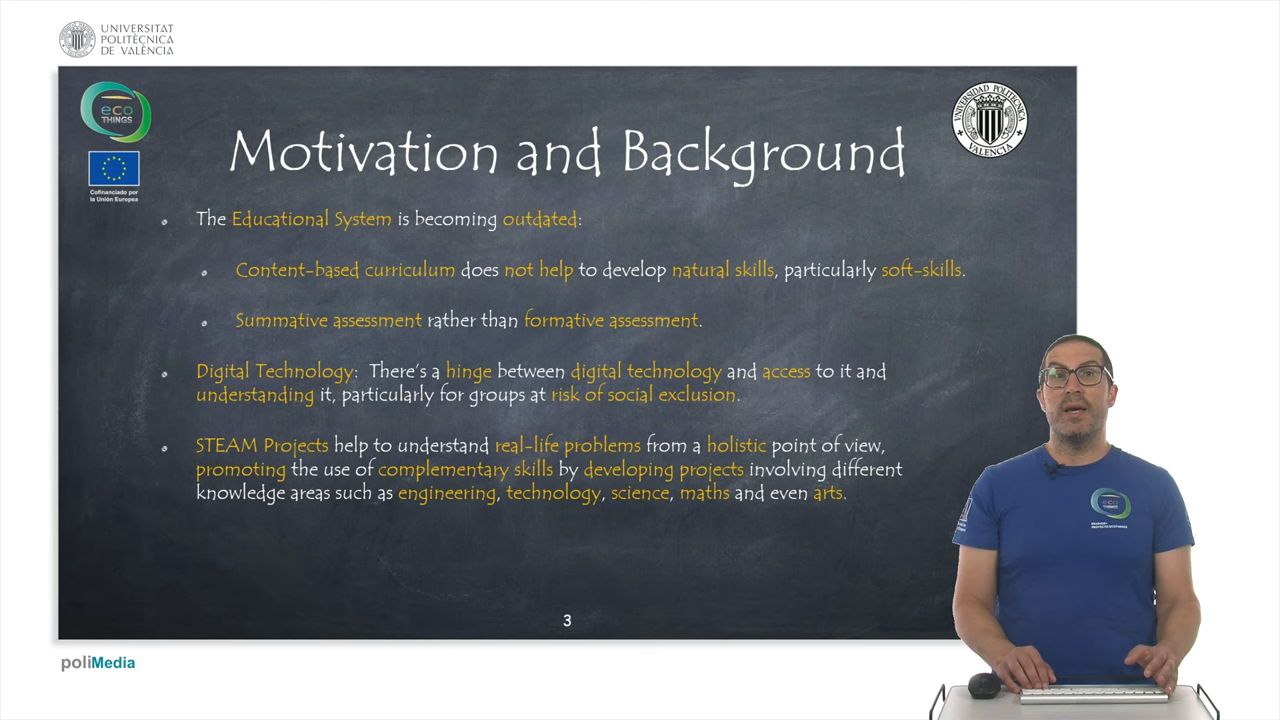 UNIVERSITAT
POLITÈCNICA
DE VALÈNCIA
eco
THINGS
Cofinanciado por
la Unión Europea
UNIVERSIDAD POLITECNICA
VALENCIA
Motivation and Background
The Educational System is becoming outdated:
Content-based curriculum does not help to develop natural skills, particularly soft-skills.
Summative assessment rather than formative assessment.
Digital Technology: There's a hinge between digital technology and access to it and
understanding it, particularly for groups at risk of social exclusion.
STEAM Projects help to understand real-life problems from a holistic point of view,
promoting the use of complementary skills by developing projects involving different
knowledge areas such as engineering, technology, science, maths and even arts.
3
eco
THINGS
poliMedia